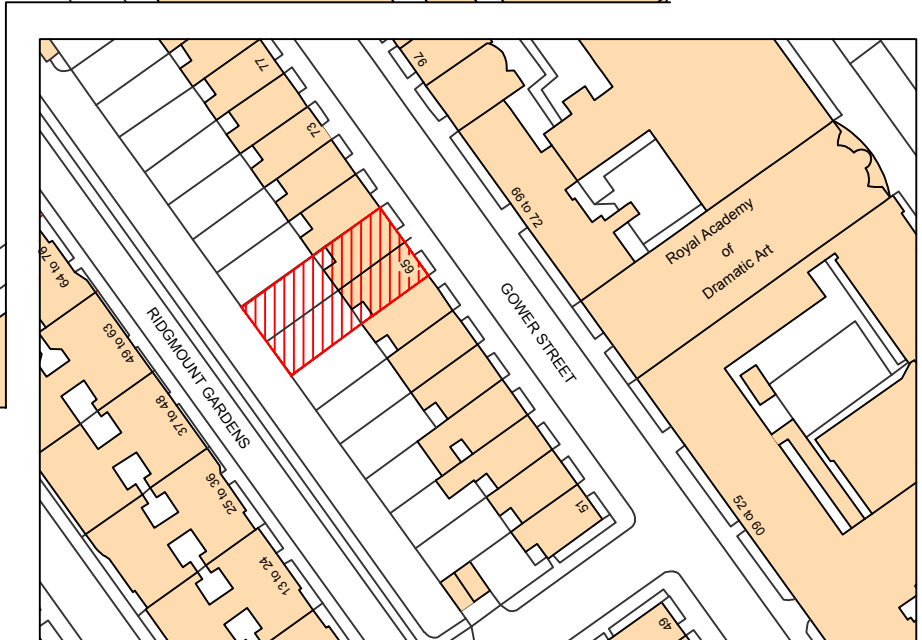 77
76
73
66 to 72
Royal Academy
of
Dramatic Art
65
GOWER STREET
64 to 76
49 to 63
RIDGMOUNT GARDENS
37 to 48
25 to 36
51
52 to 60
13 to 24
49